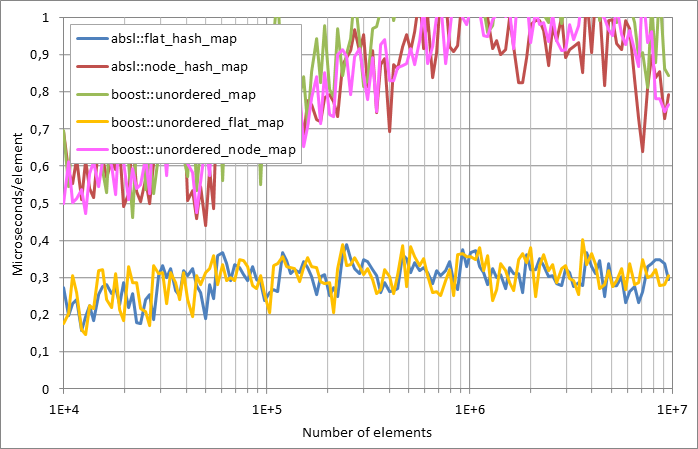 1
0,9
0,8
0,7
0,6
0,5
0,4
0,3
0,2
0,1
0
Microseconds/element
absl::flat_hash_map
absl::node_hash_map
boost::unordered_map
boost::unordered_flat_map
boost::unordered_node_map
1E+4 1E+5 1E+6 1E+7
Number of elements